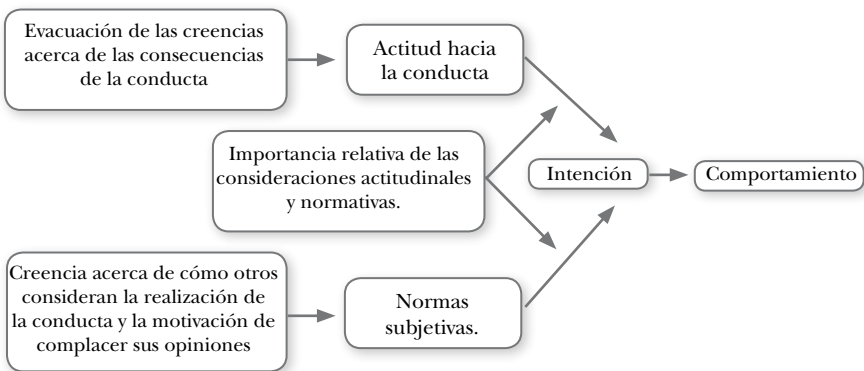 Evacuación de las creencias
acerca de las consecuencias
de la conducta
Actitud hacia
la conducta
Importancia relativa de las
consideraciones actitudinales
y normativas.
Intención
Comportamiento
Creencia acerca de cómo otros
consideran la realización de
la conducta y la motivación de
complacer sus opiniones
Normas
subjetivas.